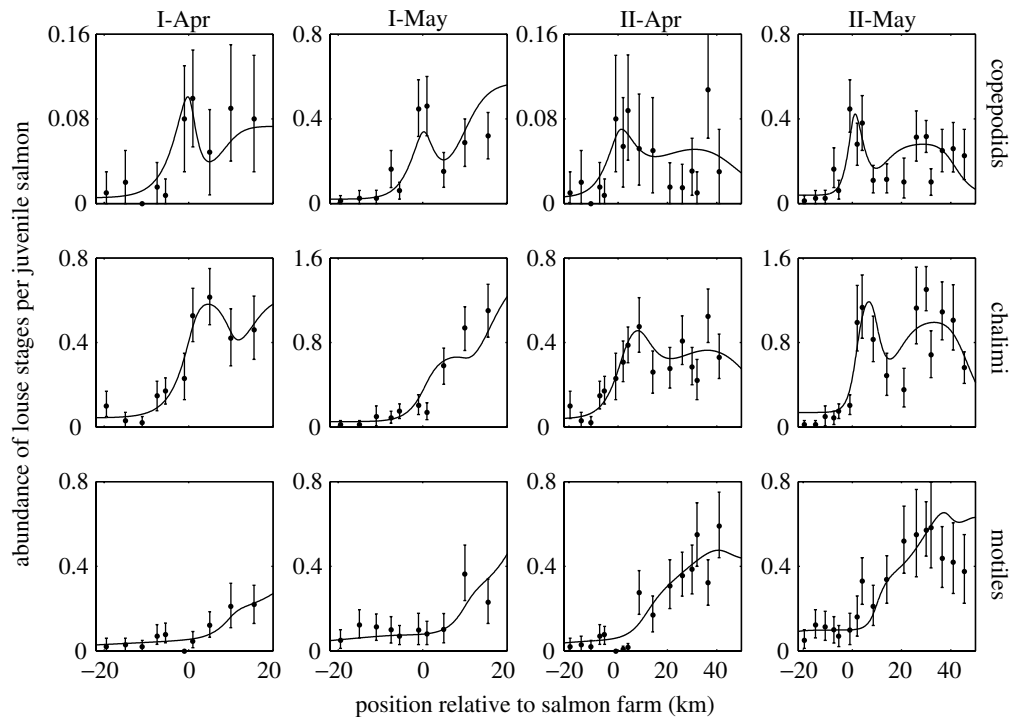 I-Apr I-May II-Apr II-May
0.16 0.8 0.16 0.8
0.08 0.4 0.08 0.4
0 0 0 0
copepodids
0.8 1.6 0.8 1.6
0.4 0.8 0.4 0.8
0 0 0 0
chalimi
0.8 0.8 0.8 0.8
0.4 0.4 0.4 0.4
0 0 0 0
motiles
−20 0 20 −20 0 20 −20 0 20 40 −20 0 20 40
abundance of louse stages per juvenile salmon
position relative to salmon farm (km)